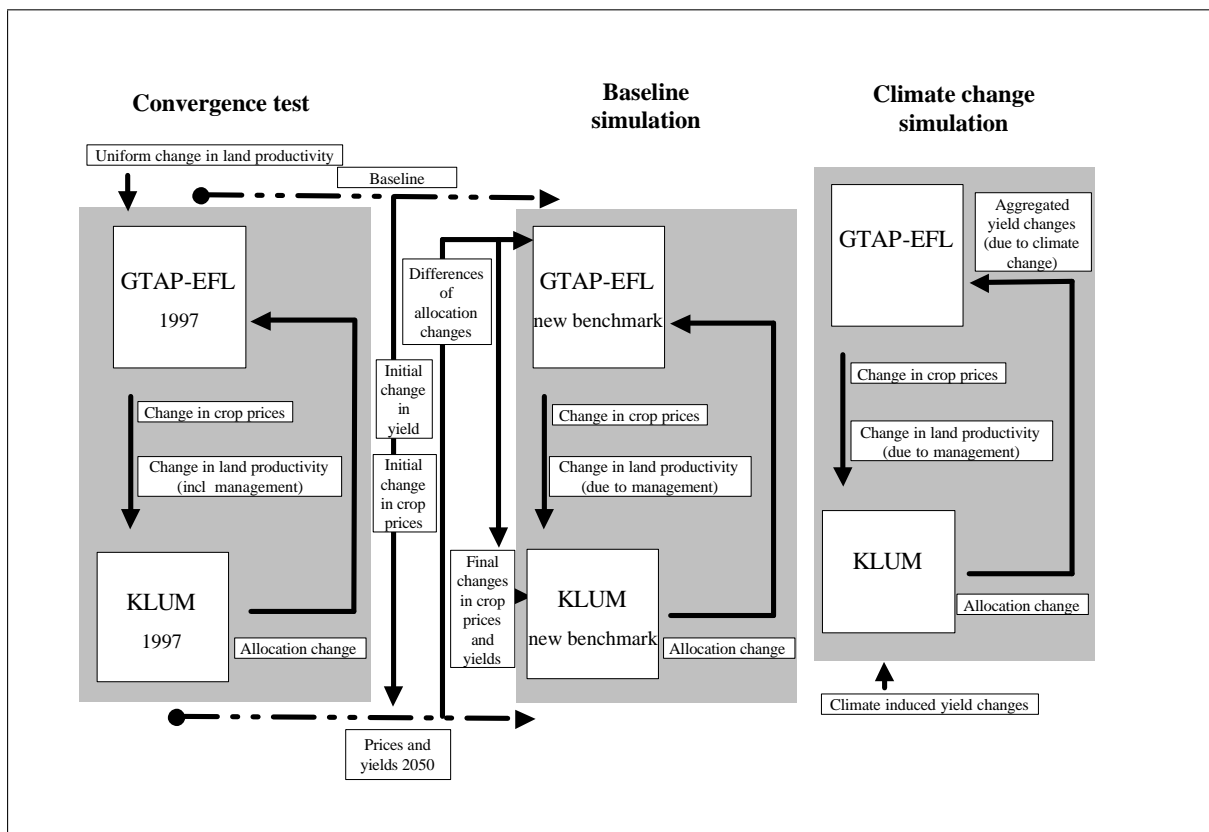 Convergence test
Uniform change in land productivity
GTAP-EFL
1997
Change in crop prices
Change in land productivity
(incl management)
KLUM
1997
Allocation change
Baseline
Differences
of
allocation
changes
Initial
change
in
yield
Initial
change
in crop
prices
Final
changes
in crop
prices
and
yields
Prices and
yields 2050
Baseline
simulation
GTAP-EFL
new benchmark
Change in crop prices
Change in land productivity
(due to management)
KLUM
new benchmark
Allocation change
Climate change
simulation
GTAP-EFL
Aggregated
yield changes
(due to climate
change)
Change in crop prices
Change in land productivity
(due to management)
KLUM
Allocation change
Climate induced yield changes